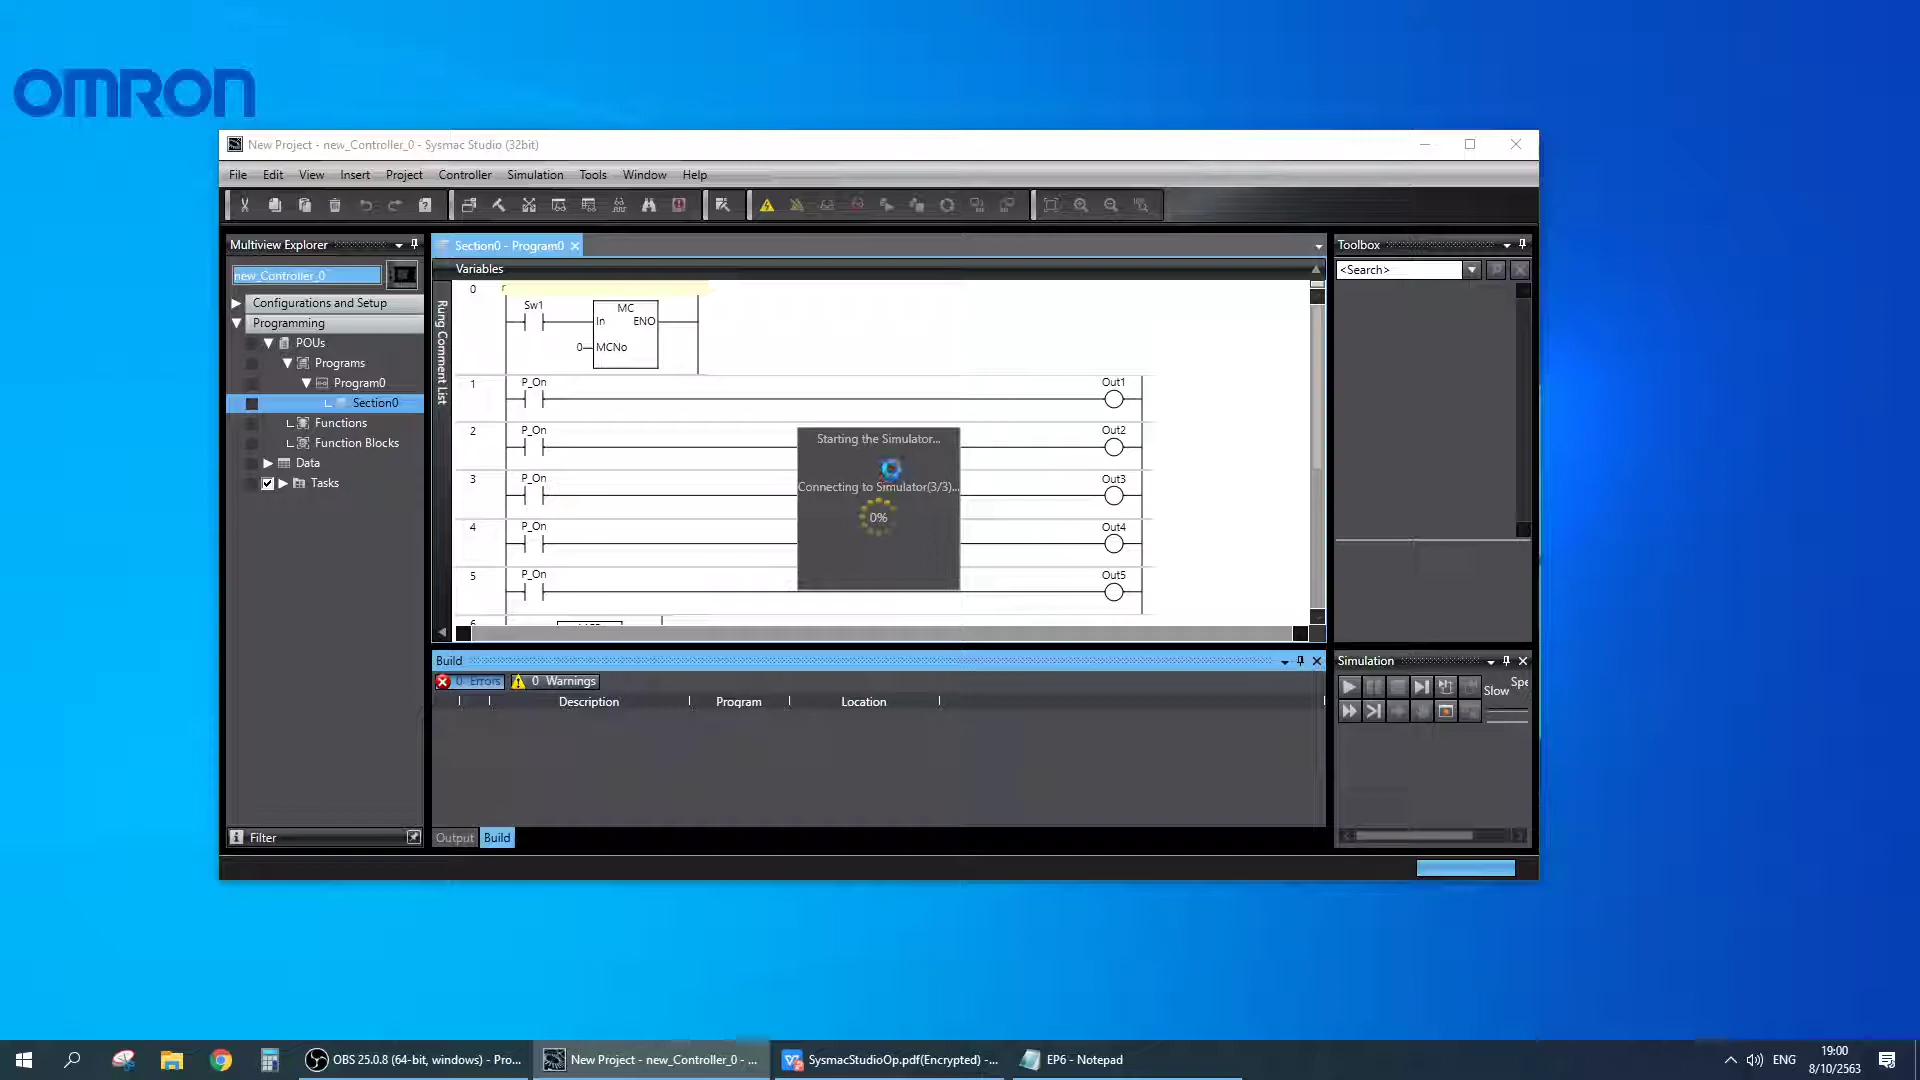 OMRON
New Project - new_Controller_0 - Sysmac Studio (32bit)
File Edit View Insert Project Controller Simulation Tools Window Help
Multiview Explorer
new_Controller_0
Configurations and Setup
Programming
POUs
Programs
Program0
Section0
Functions
Function Blocks
Data
Tasks
Filter
Section0 - Program0
Variables
Rung Comment List
0
Sw1
MC
In ENO
0 MCNo
1 P_On Out1
2 P_On Out2
3 P_On Out3
4 P_On Out4
5 P_On Out5
6
Starting the Simulator...
Connecting to Simulator(3/3)...
0%
Build
0 Errors 0 Warnings
Description Program Location
Output Build
Toolbox
<Search>
Simulation
Slow Spe
OBS 25.0.8 (64-bit, windows) - Pro...
New Project - new_Controller_0 - ...
SysmacStudioOp.pdf(Encrypted) -...
EP6 - Notepad
ENG
19:00
8/10/2563